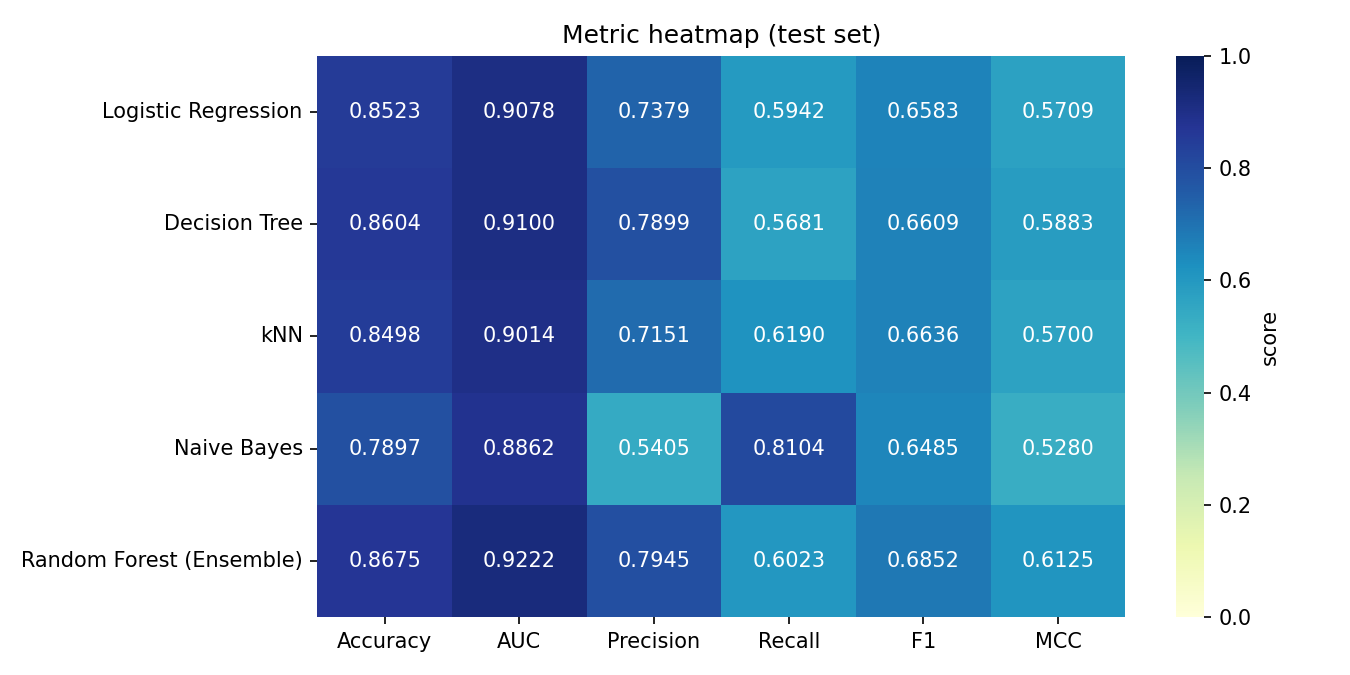 Metric heatmap (test set)
Logistic Regression 0.8523 0.9078 0.7379 0.5942 0.6583 0.5709
Decision Tree 0.8604 0.9100 0.7899 0.5681 0.6609 0.5883
kNN 0.8498 0.9014 0.7151 0.6190 0.6636 0.5700
Naive Bayes 0.7897 0.8862 0.5405 0.8104 0.6485 0.5280
Random Forest (Ensemble) 0.8675 0.9222 0.7945 0.6023 0.6852 0.6125
Accuracy AUC Precision Recall F1 MCC
1.0
0.8
0.6
0.4
0.2
0.0
score